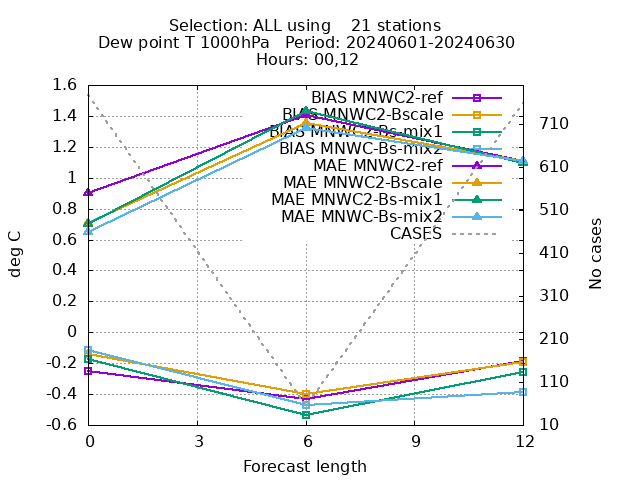 Selection: ALL using 21 stations
Dew point T 1000hPa Period: 20240601-20240630
Hours: 00,12
BIAS MNWC2-ref
BIAS MNWC2-Bscale
BIAS MNWC2-Bs-mix1
BIAS MNWC-Bs-mix2
MAE MNWC2-ref
MAE MNWC2-Bscale
MAE MNWC2-Bs-mix1
MAE MNWC-Bs-mix2
CASES
deg C
1.6
1.4
1.2
1
0.8
0.6
0.4
0.2
0
-0.2
-0.4
-0.6
710
610
510
410
310
210
110
10
No cases
0 3 6 9 12
Forecast length